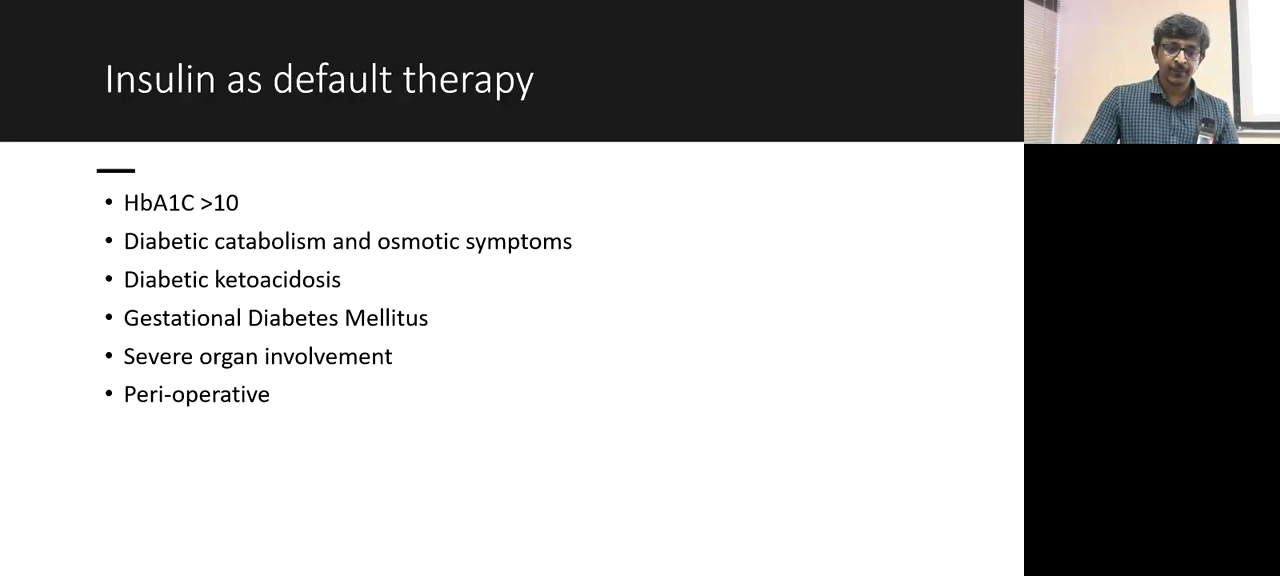 Insulin as default therapy
• HbA1C >10
• Diabetic catabolism and osmotic symptoms
• Diabetic ketoacidosis
• Gestational Diabetes Mellitus
• Severe organ involvement
• Peri-operative